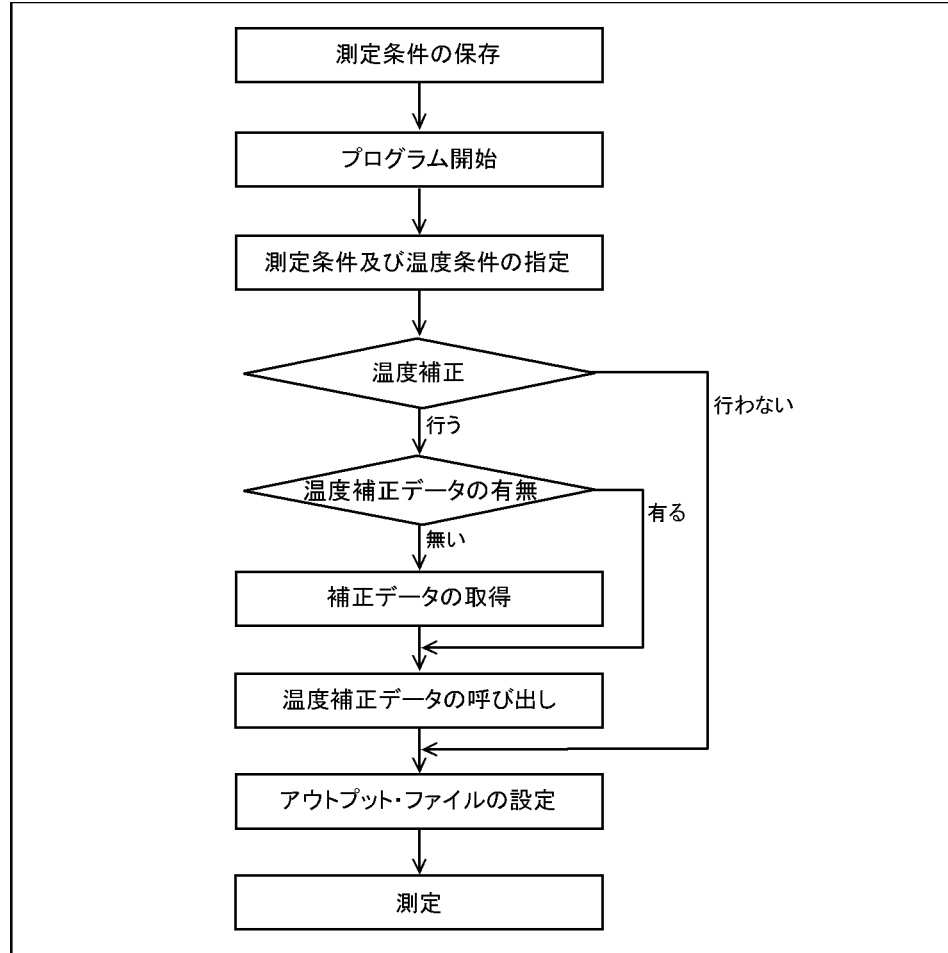 測定条件の保存
プログラム開始
測定条件及び温度条件の指定
温度補正
行わない
行う
温度補正データの有無
有る
無い
補正データの取得
温度補正データの呼び出し
アウトプット・ファイルの設定
測定